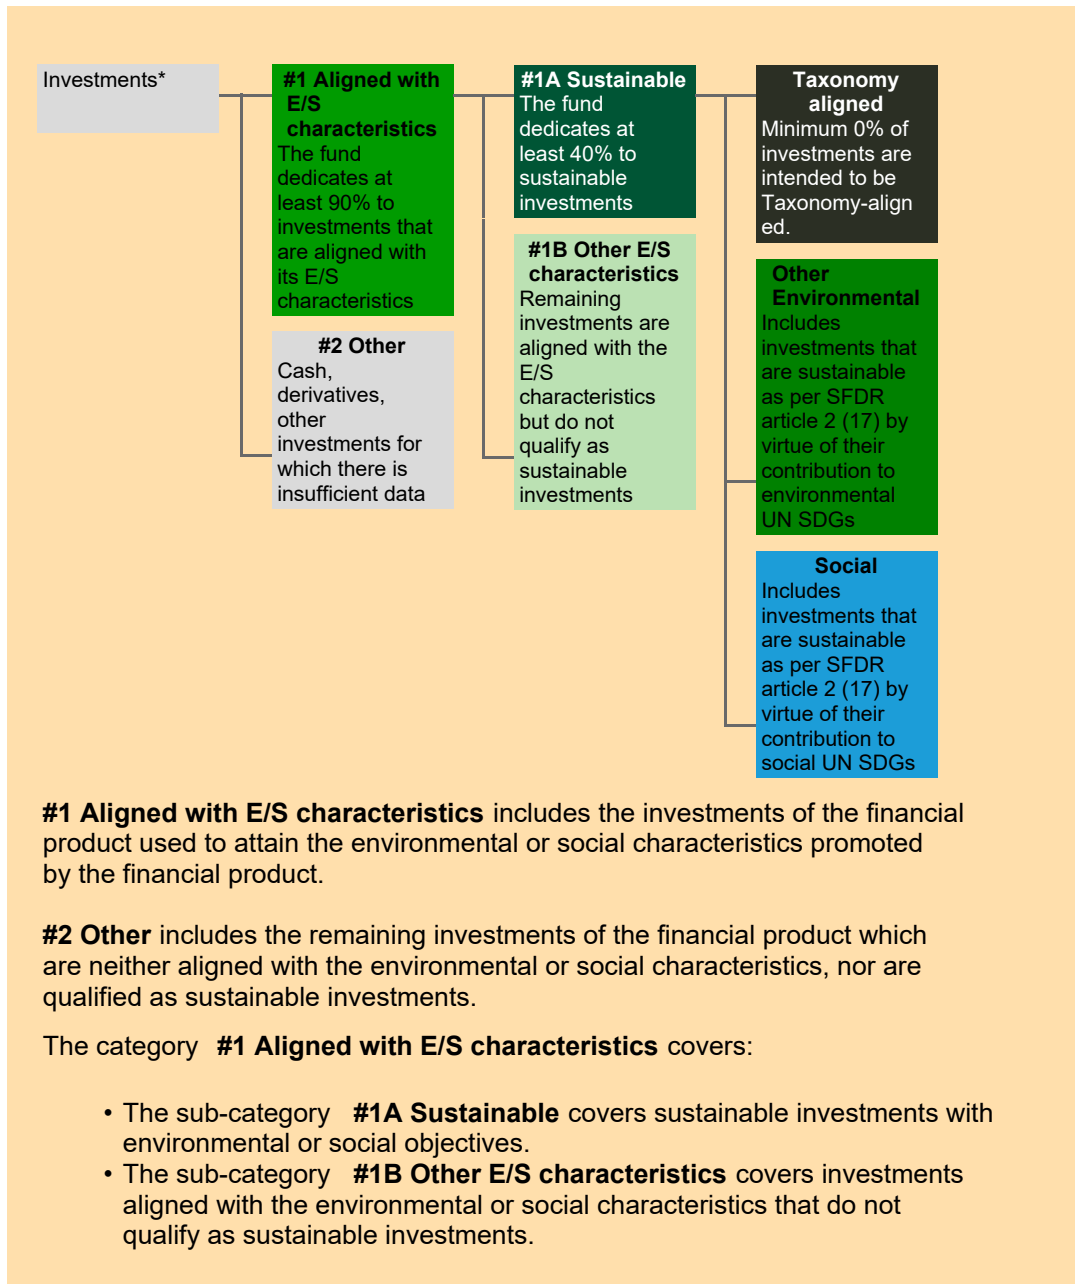 Investments*
#1 Aligned with
E/S
characteristics
The fund
dedicates at
least 90% to
investments that
are aligned with
its E/S
characteristics
#2 Other
Cash,
derivatives,
other
investments for
which there is
insufficient data
#1A Sustainable
The fund
dedicates at
least 40% to
sustainable
investments
#1B Other E/S
characteristics
Remaining
investments are
aligned with the
E/S
characteristics
but do not
qualify as
sustainable
investments
Taxonomy
aligned
Minimum 0% of
investments are
intended to be
Taxonomy-align
ed.
Other
Environmental
Includes
investments that
are sustainable
as per SFDR
article 2 (17) by
virtue of their
contribution to
environmental
UN SDGs
Social
Includes
investments that
are sustainable
as per SFDR
article 2 (17) by
virtue of their
contribution to
social UN SDGs
#1 Aligned with E/S characteristics includes the investments of the financial
product used to attain the environmental or social characteristics promoted
by the financial product.
#2 Other includes the remaining investments of the financial product which
are neither aligned with the environmental or social characteristics, nor are
qualified as sustainable investments.
The category #1 Aligned with E/S characteristics covers:
• The sub-category #1A Sustainable covers sustainable investments with
environmental or social objectives.
• The sub-category #1B Other E/S characteristics covers investments
aligned with the environmental or social characteristics that do not
qualify as sustainable investments.